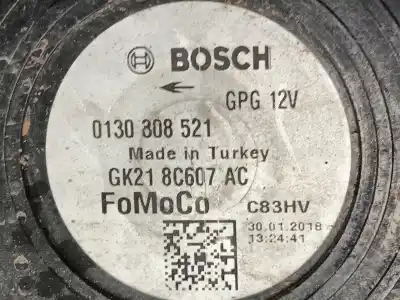 BOSCH
GPG 12V
0130 308 521
Made in Turkey
GK21 8C607 AC
FoMoCo C83HV
30.01.2018
13:24:41